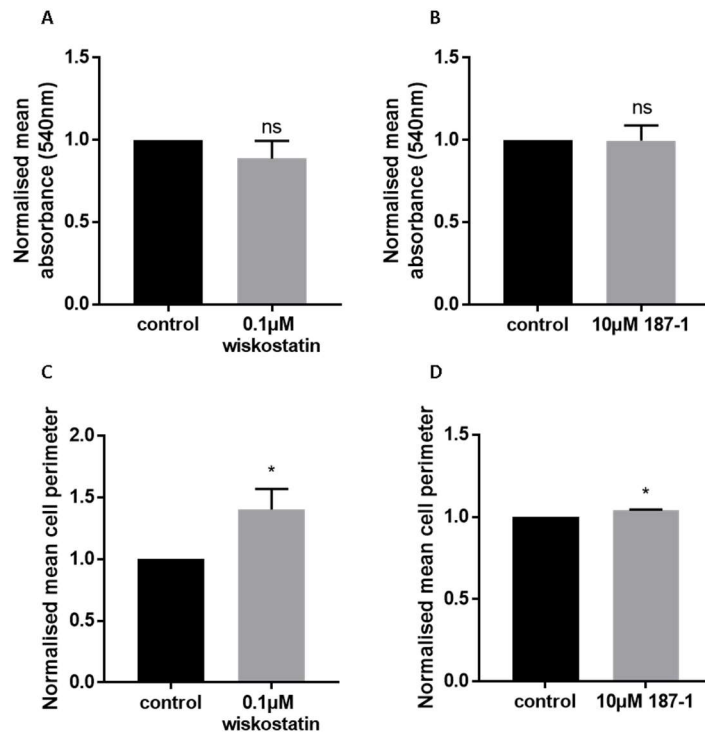 A
Normalised mean
absorbance (540nm)
1.5
1.0
0.5
0.0
ns
control
0.1µM
wiskostatin
B
Normalised mean
absorbance (540nm)
1.5
1.0
0.5
0.0
ns
control
10µM 187-1
C
Normalised mean cell perimeter
2.0
1.5
1.0
0.5
0.0
*
control
0.1µM
wiskostatin
D
Normalised mean cell perimeter
1.5
1.0
0.5
0.0
*
control
10µM 187-1